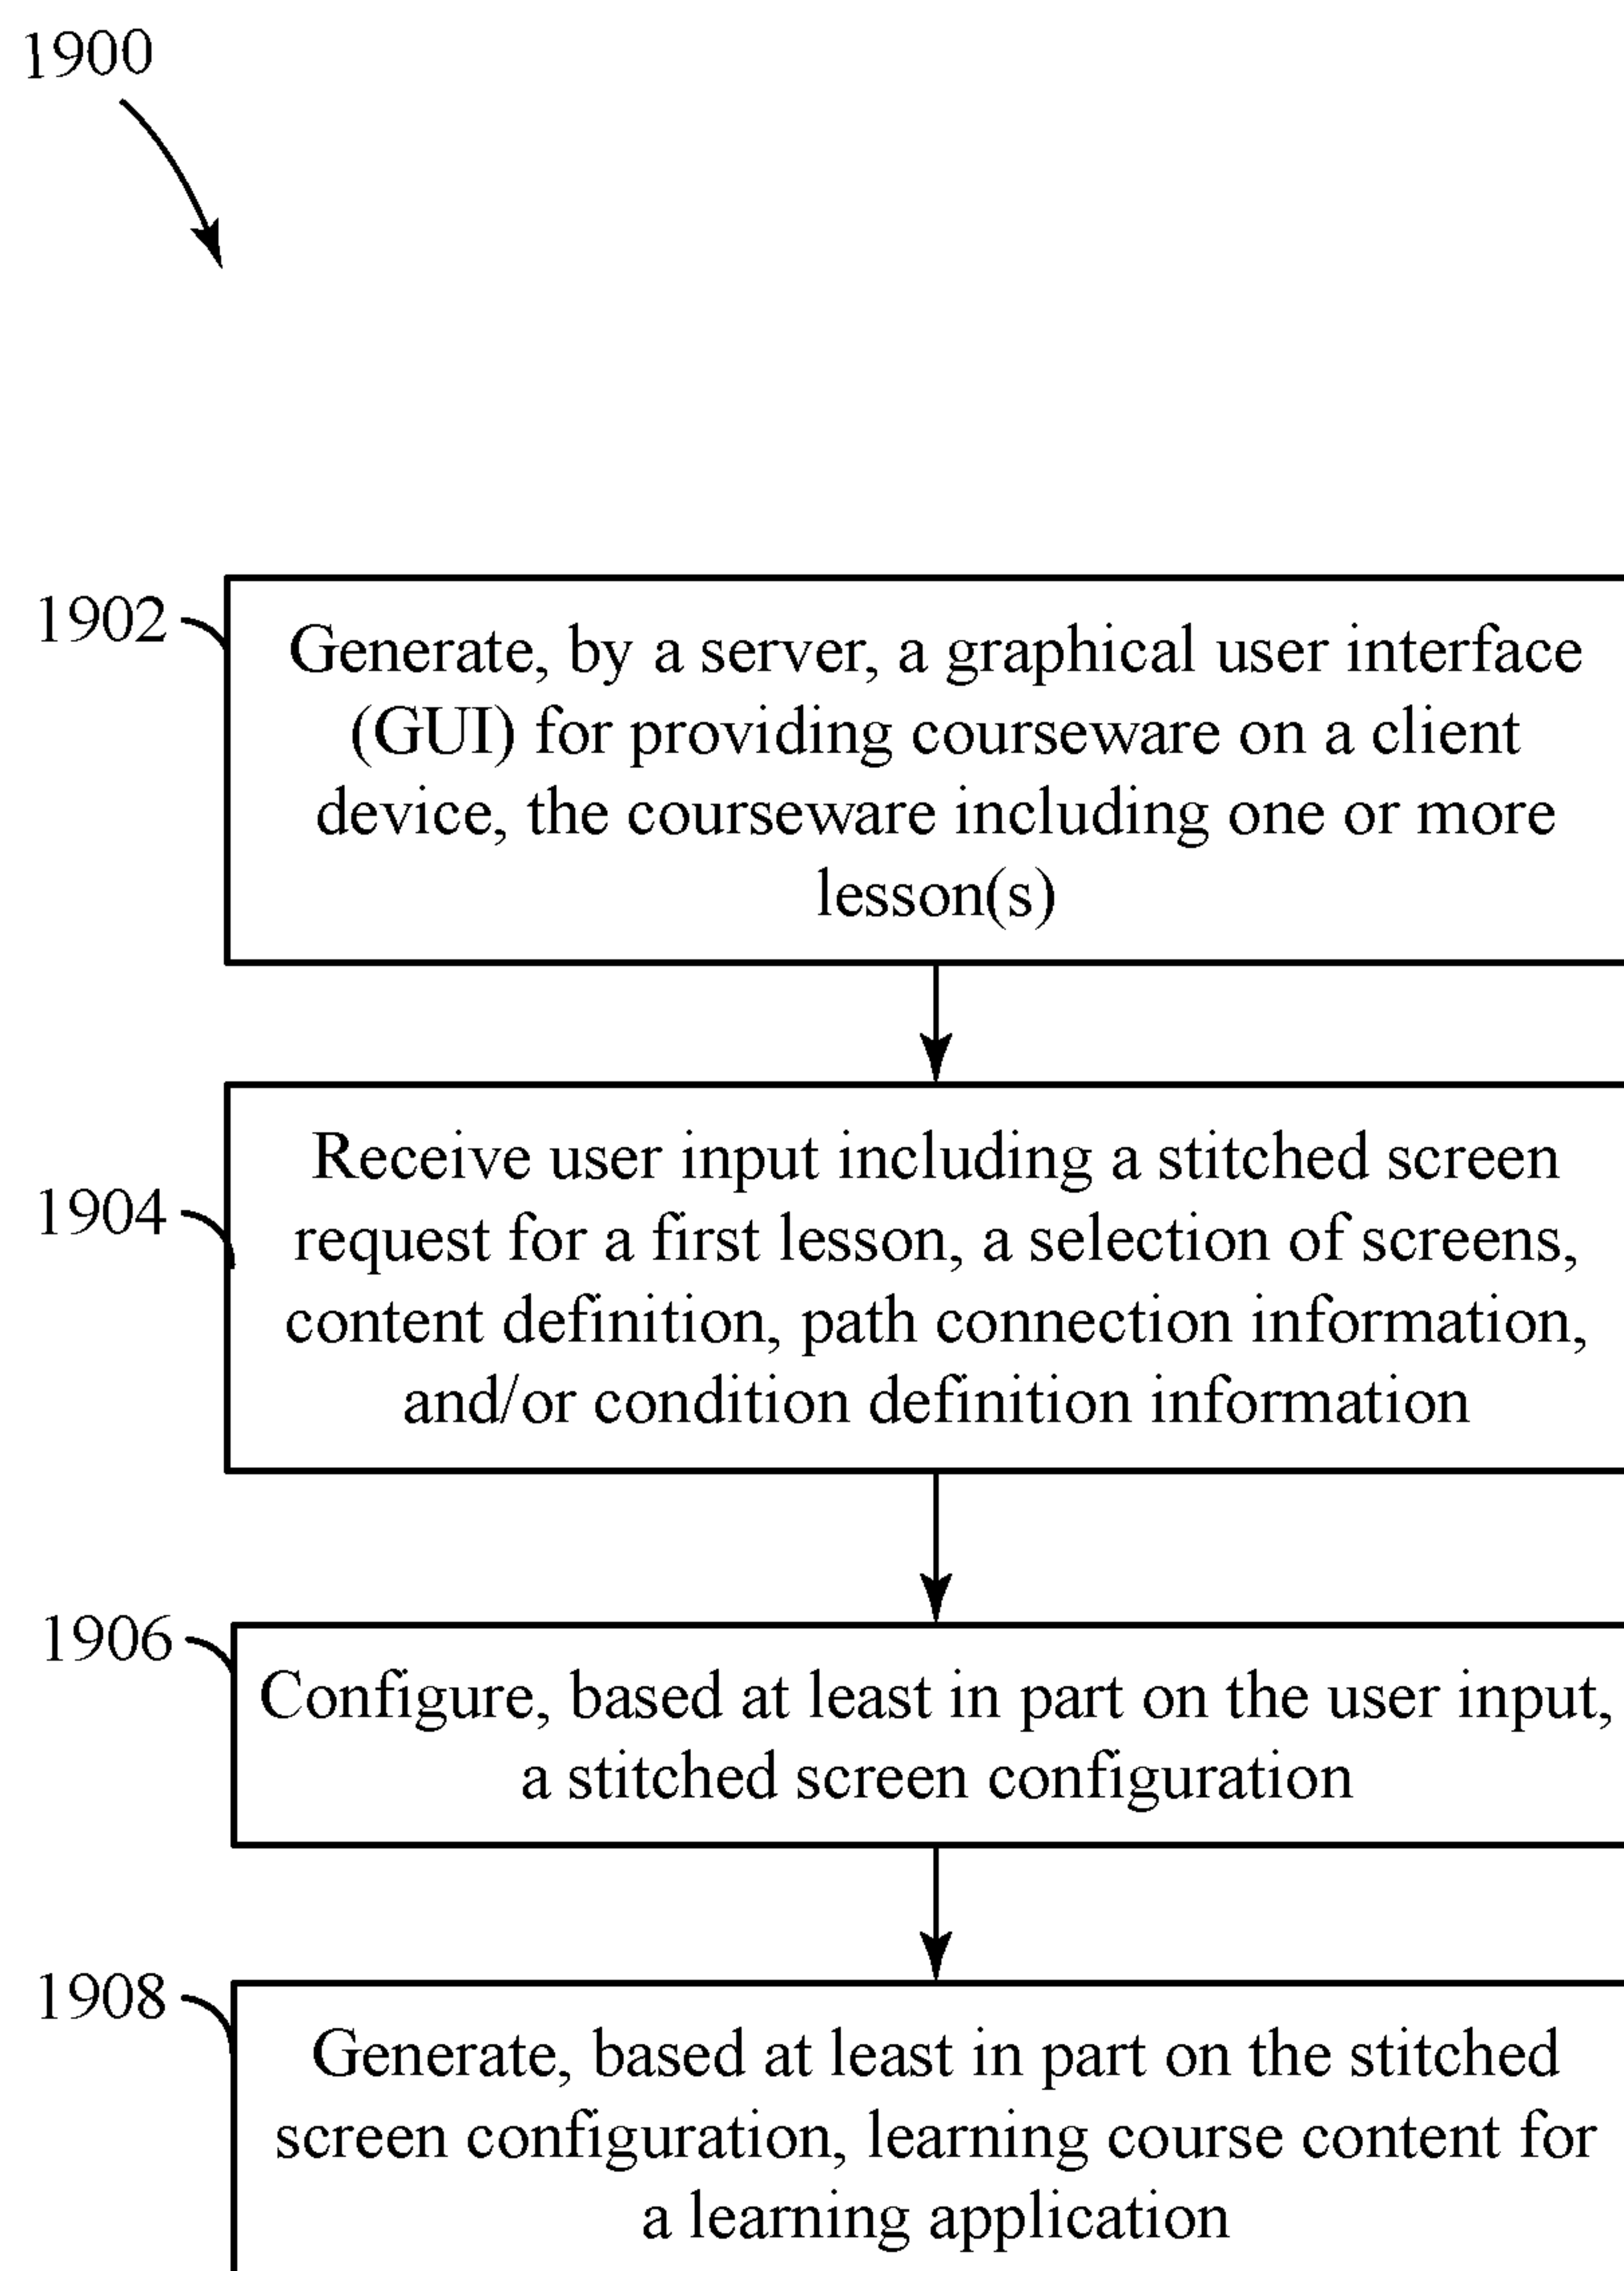 1900
1902
Generate, by a server, a graphical user interface
(GUI) for providing courseware on a client
device, the courseware including one or more
lesson(s)
1904
Receive user input including a stitched screen
request for a first lesson, a selection of screens,
content definition, path connection information,
and/or condition definition information
1906
Configure, based at least in part on the user input,
a stitched screen configuration
1908
Generate, based at least in part on the stitched
screen configuration, learning course content for
a learning application